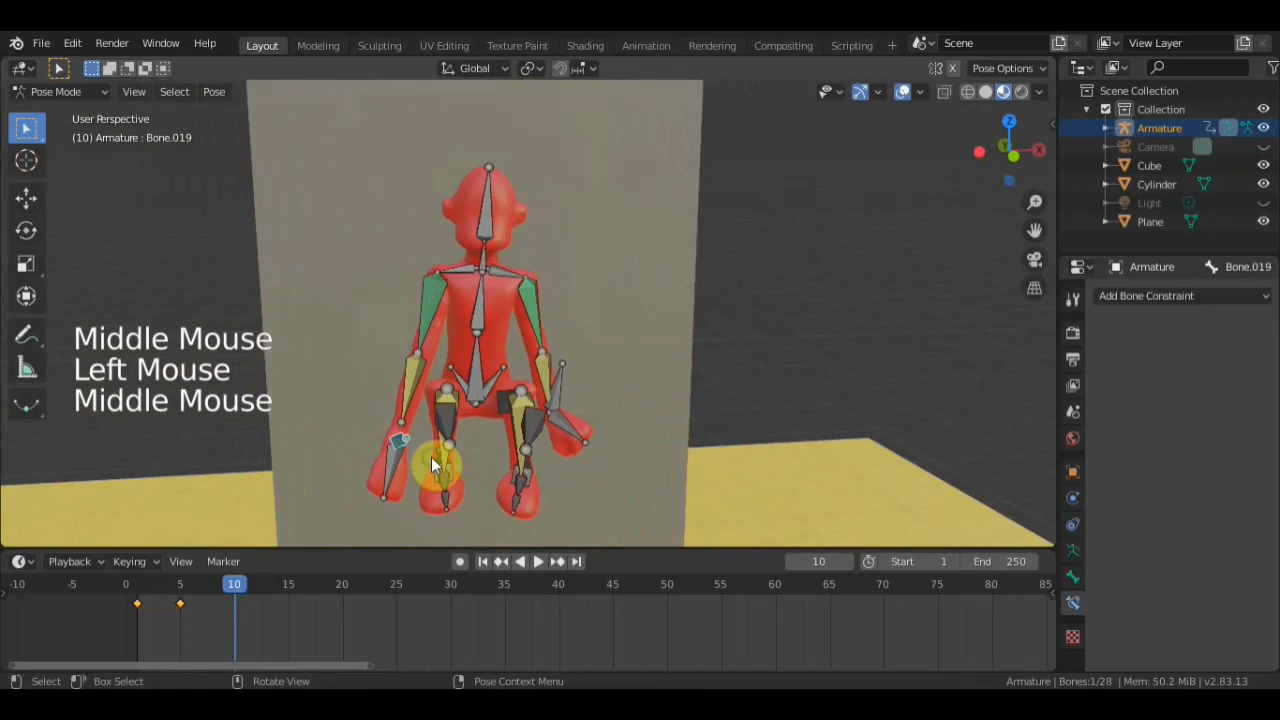 File Edit Render Window Help Layout Modeling Sculpting UV Editing Texture Paint Shading Animation Rendering Compositing Scripting + Scene View Layer
Global X Pose Options
Pose Mode View Select Pose
User Perspective
(10) Armature : Bone.019
Z
Y X
Middle Mouse
Left Mouse
Middle Mouse
Scene Collection
Collection
Armature
Camera
Cube
Cylinder
Light
Plane
Armature Bone.019
Add Bone Constraint
Playback Keying View Marker 10 Start 1 End 250
-10 -5 0 5 10 15 20 25 30 35 40 45 50 55 60 65 70 75 80 85
Select Box Select Rotate View Pose Context Menu Armature | Bones:1/28 | Mem: 50.2 MiB | v2.83.13